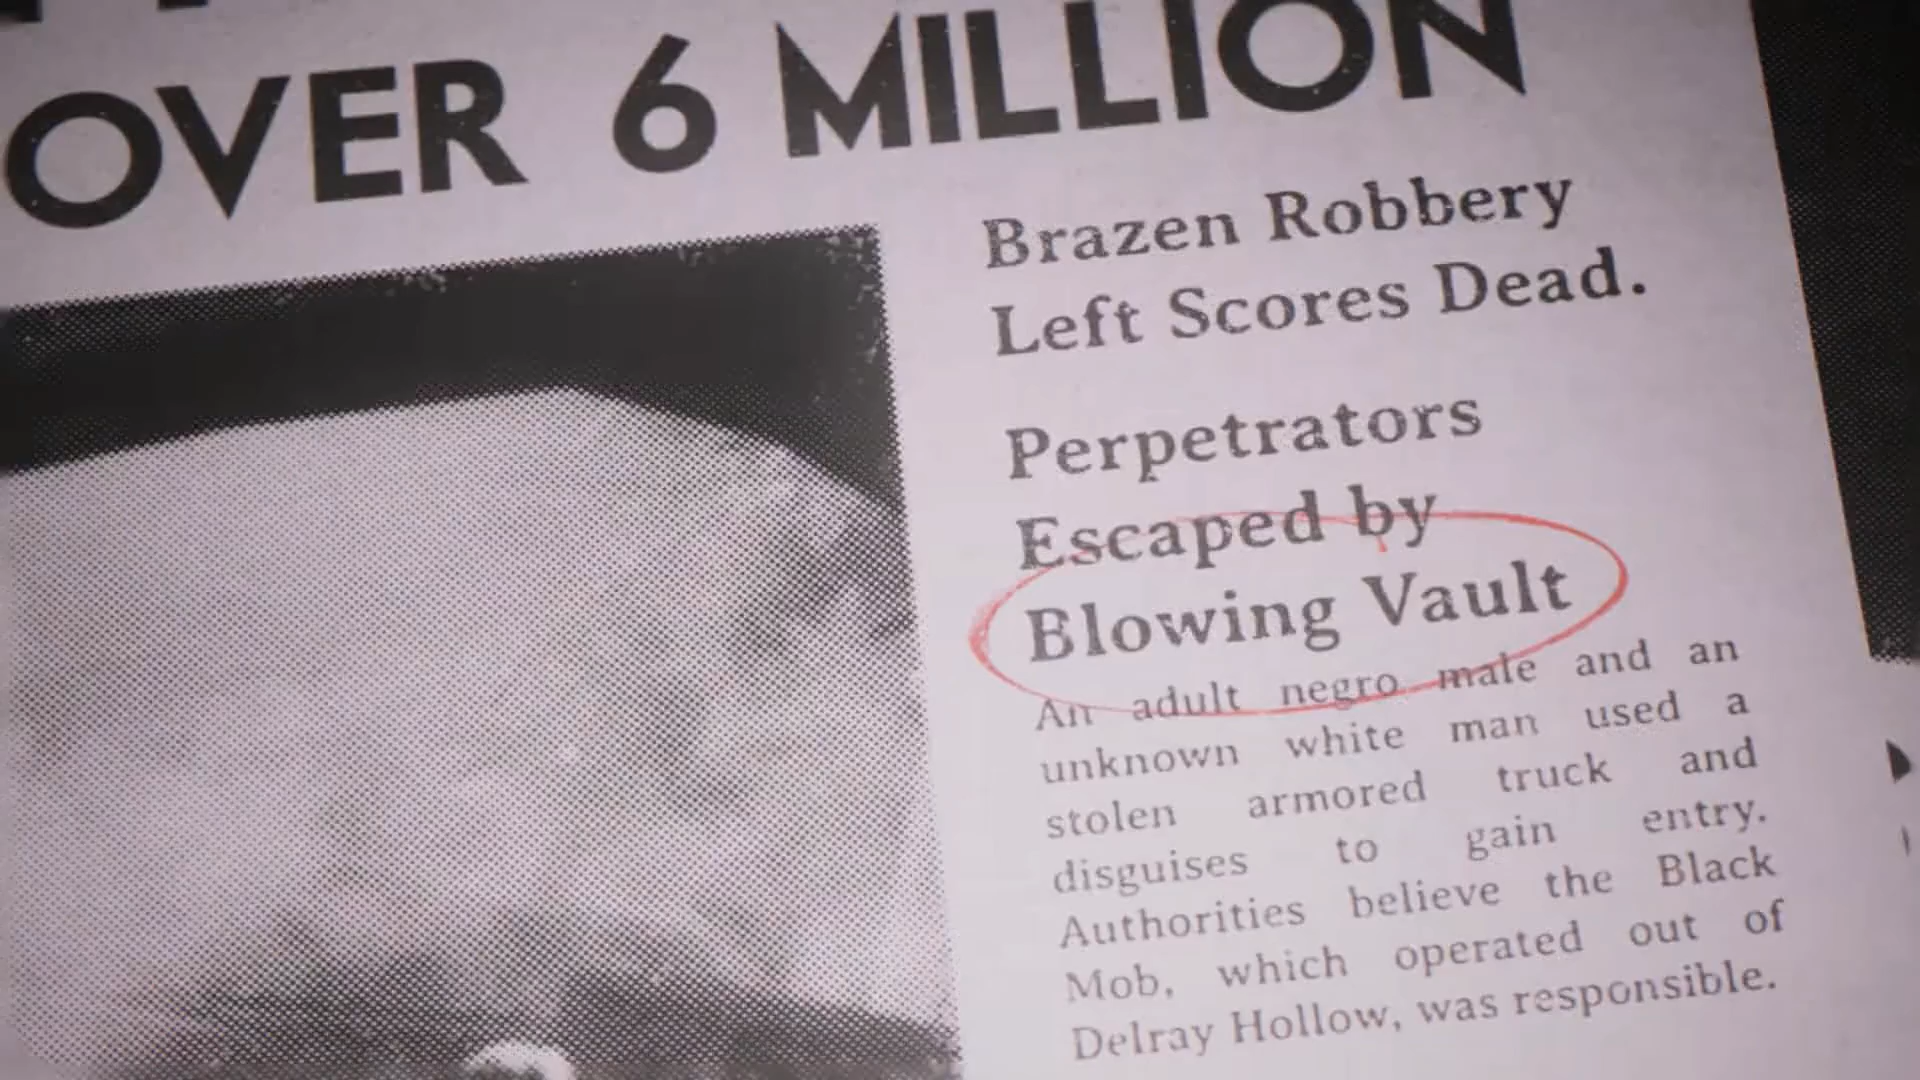 OVER 6 MILLION
Brazen Robbery
Left Scores Dead.
Perpetrators
Escaped by
Blowing Vault
An adult negro male and an
unknown white man used a
stolen armored truck and
disguises to gain entry.
Authorities believe the Black
Mob, which operated out of
Delray Hollow, was responsible.